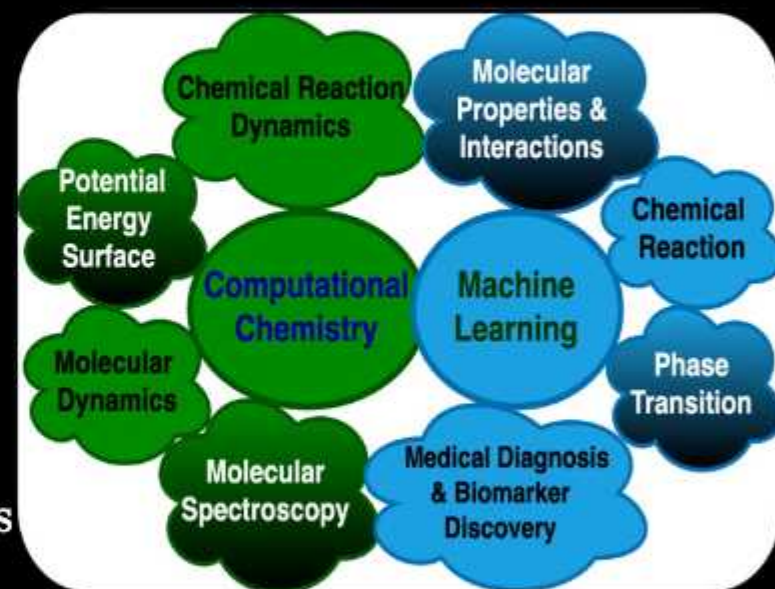 Chemical Reaction
Dynamics
Molecular
Properties &
Interactions
Potential
Energy
Surface
Chemical
Reaction
Computational
Chemistry
Machine
Learning
Molecular
Dynamics
Phase
Transition
Molecular
Spectroscopy
Medical Diagnosis
& Biomarker
Discovery
s